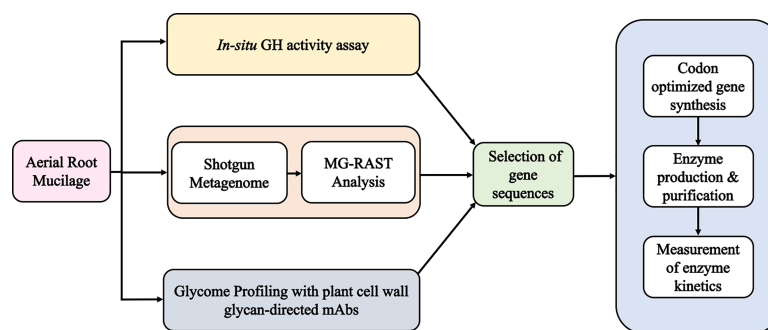 Aerial Root
Mucilage
In-situ GH activity assay
Shotgun
Metagenome
MG-RAST
Analysis
Glycome Profiling with plant cell wall
glycan-directed mAbs
Selection of
gene
sequences
Codon
optimized gene
synthesis
Enzyme
production &
purification
Measurement
of enzyme
kinetics